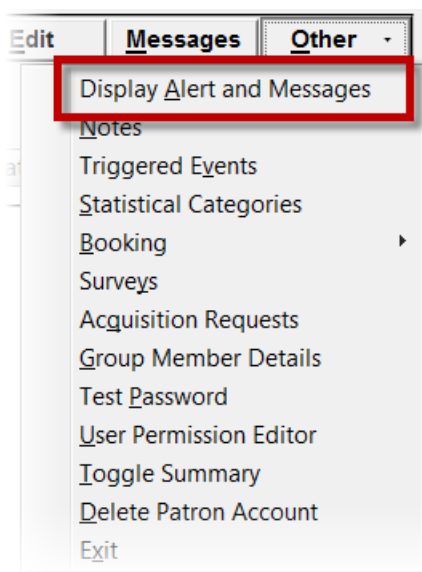 Edit Messages Other
Display Alert and Messages
Notes
Triggered Events
Statistical Categories
Booking
Surveys
Acquisition Requests
Group Member Details
Test Password
User Permission Editor
Toggle Summary
Delete Patron Account
Exit